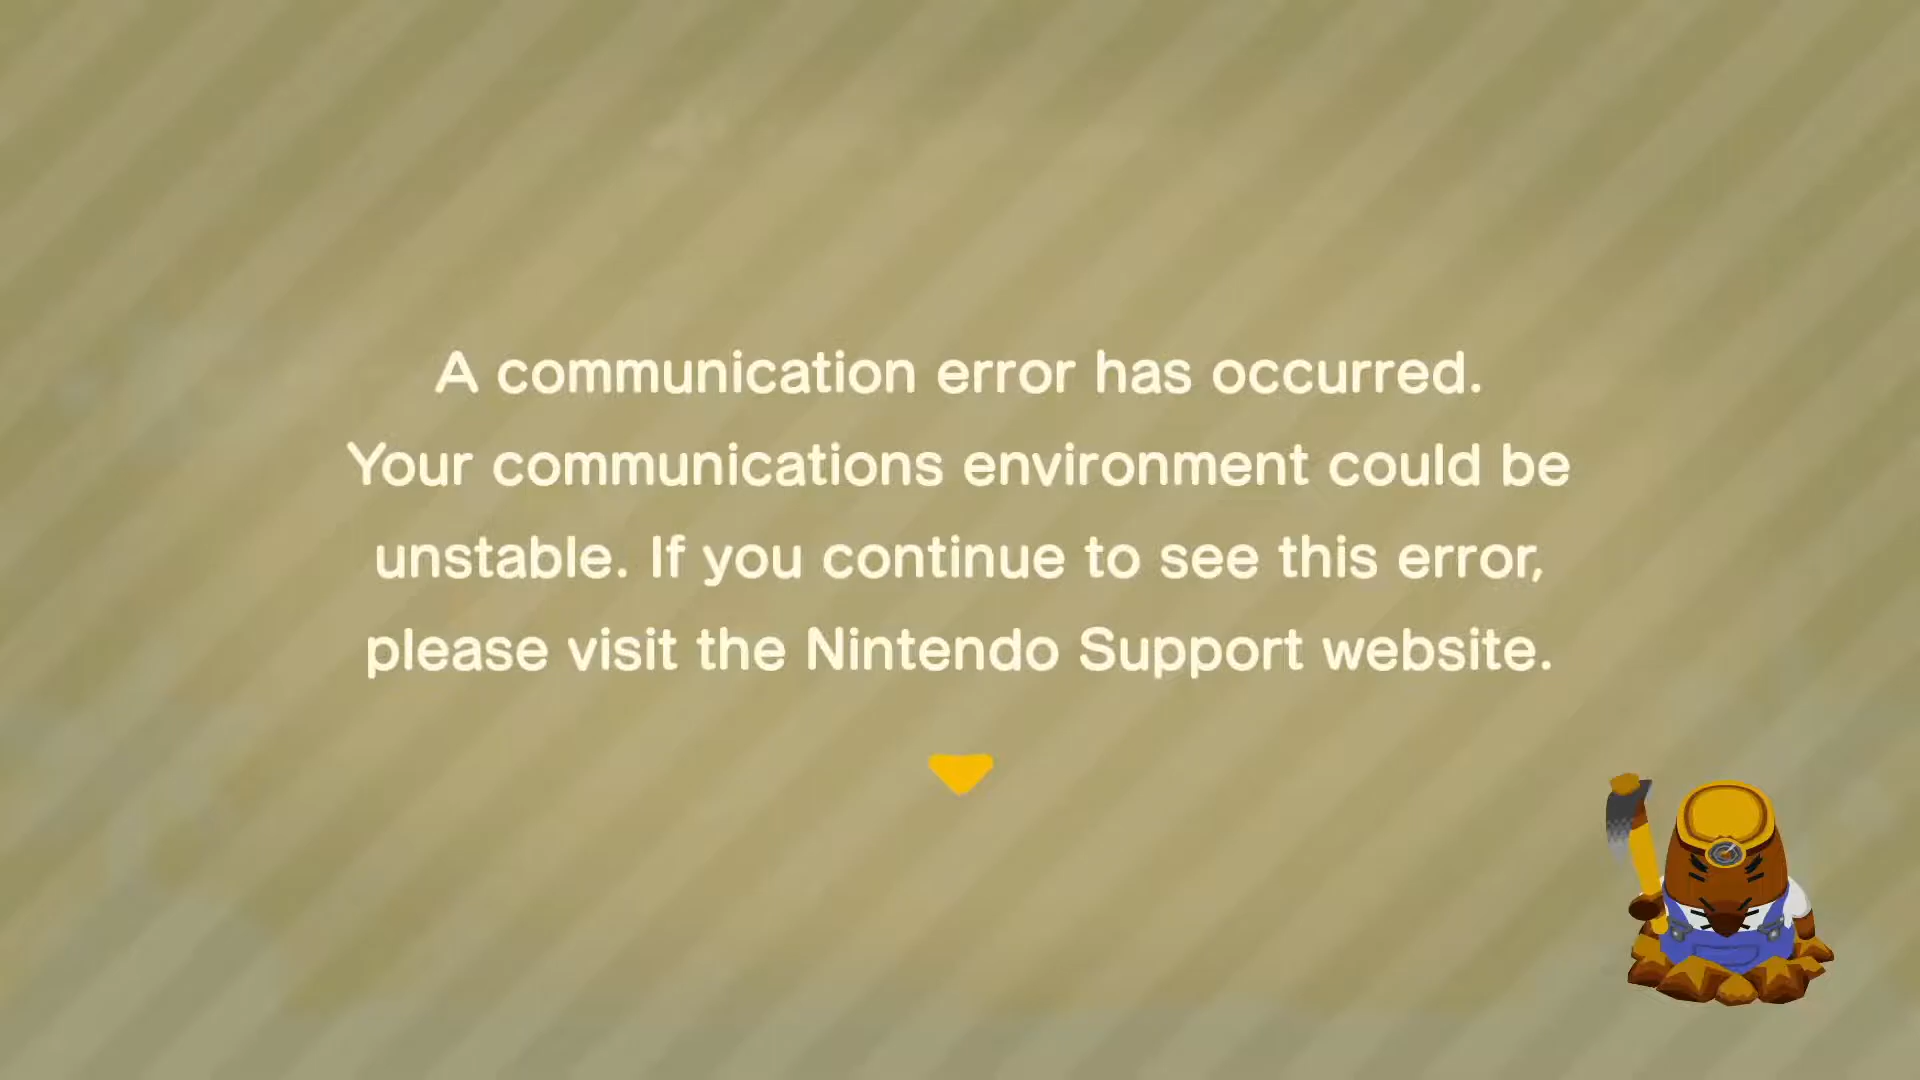 A communication error has occurred.
Your communications environment could be
unstable. If you continue to see this error,
please visit the Nintendo Support website.